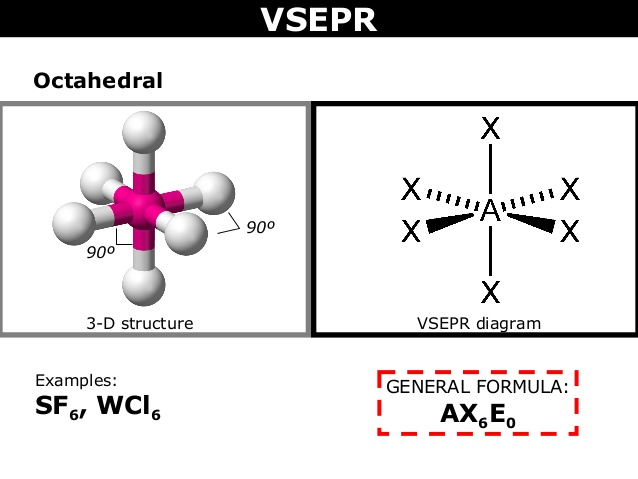 VSEPR
Octahedral
90º
90º
3-D structure
X
X X
A
X X
X
VSEPR diagram
Examples:
SF₆, WCl₆
GENERAL FORMULA:
AX₆E₀